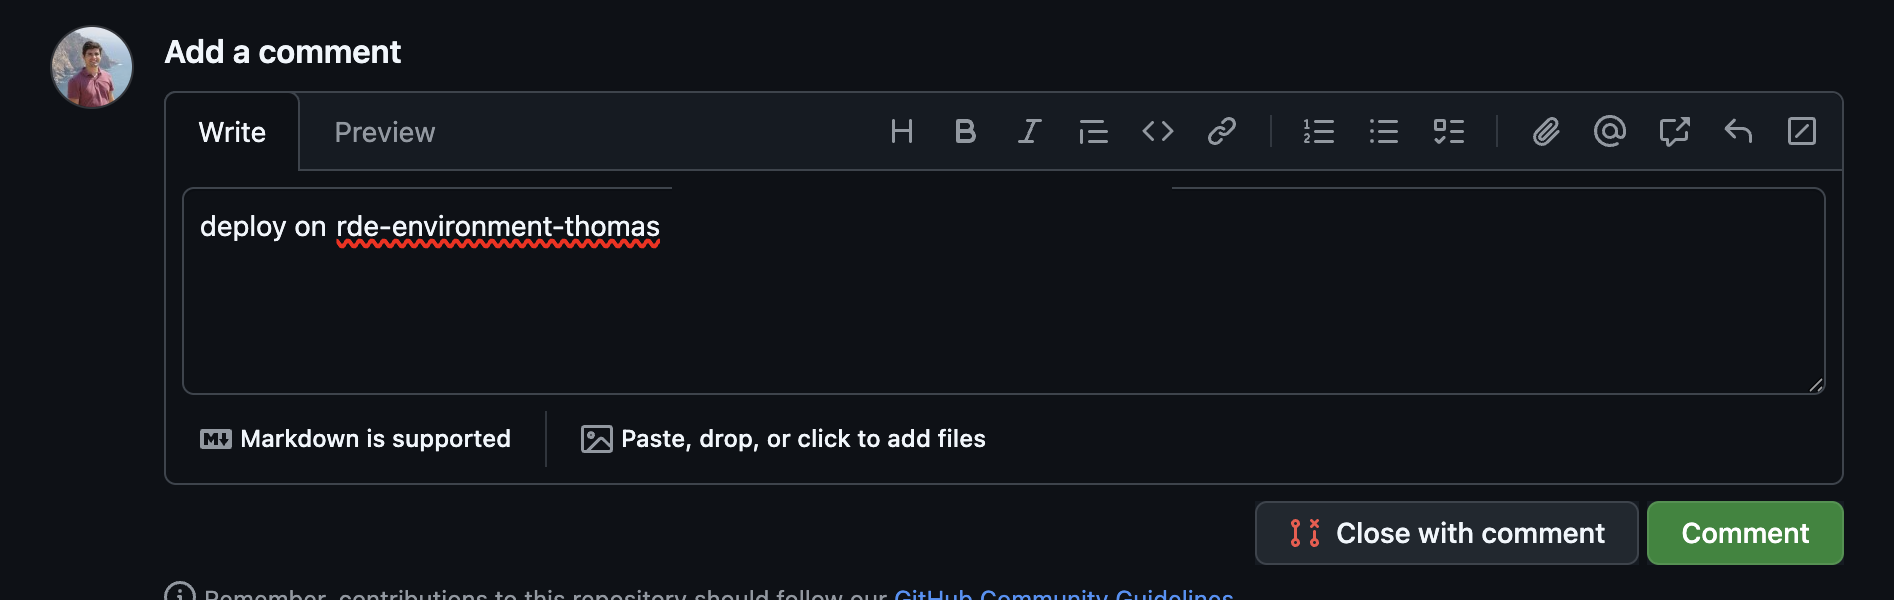 Add a comment
Write Preview
deploy on rde-environment-thomas
Markdown is supported Paste, drop, or click to add files
Close with comment Comment
Remember, contributions to this repository should follow our GitHub Community Guidelines